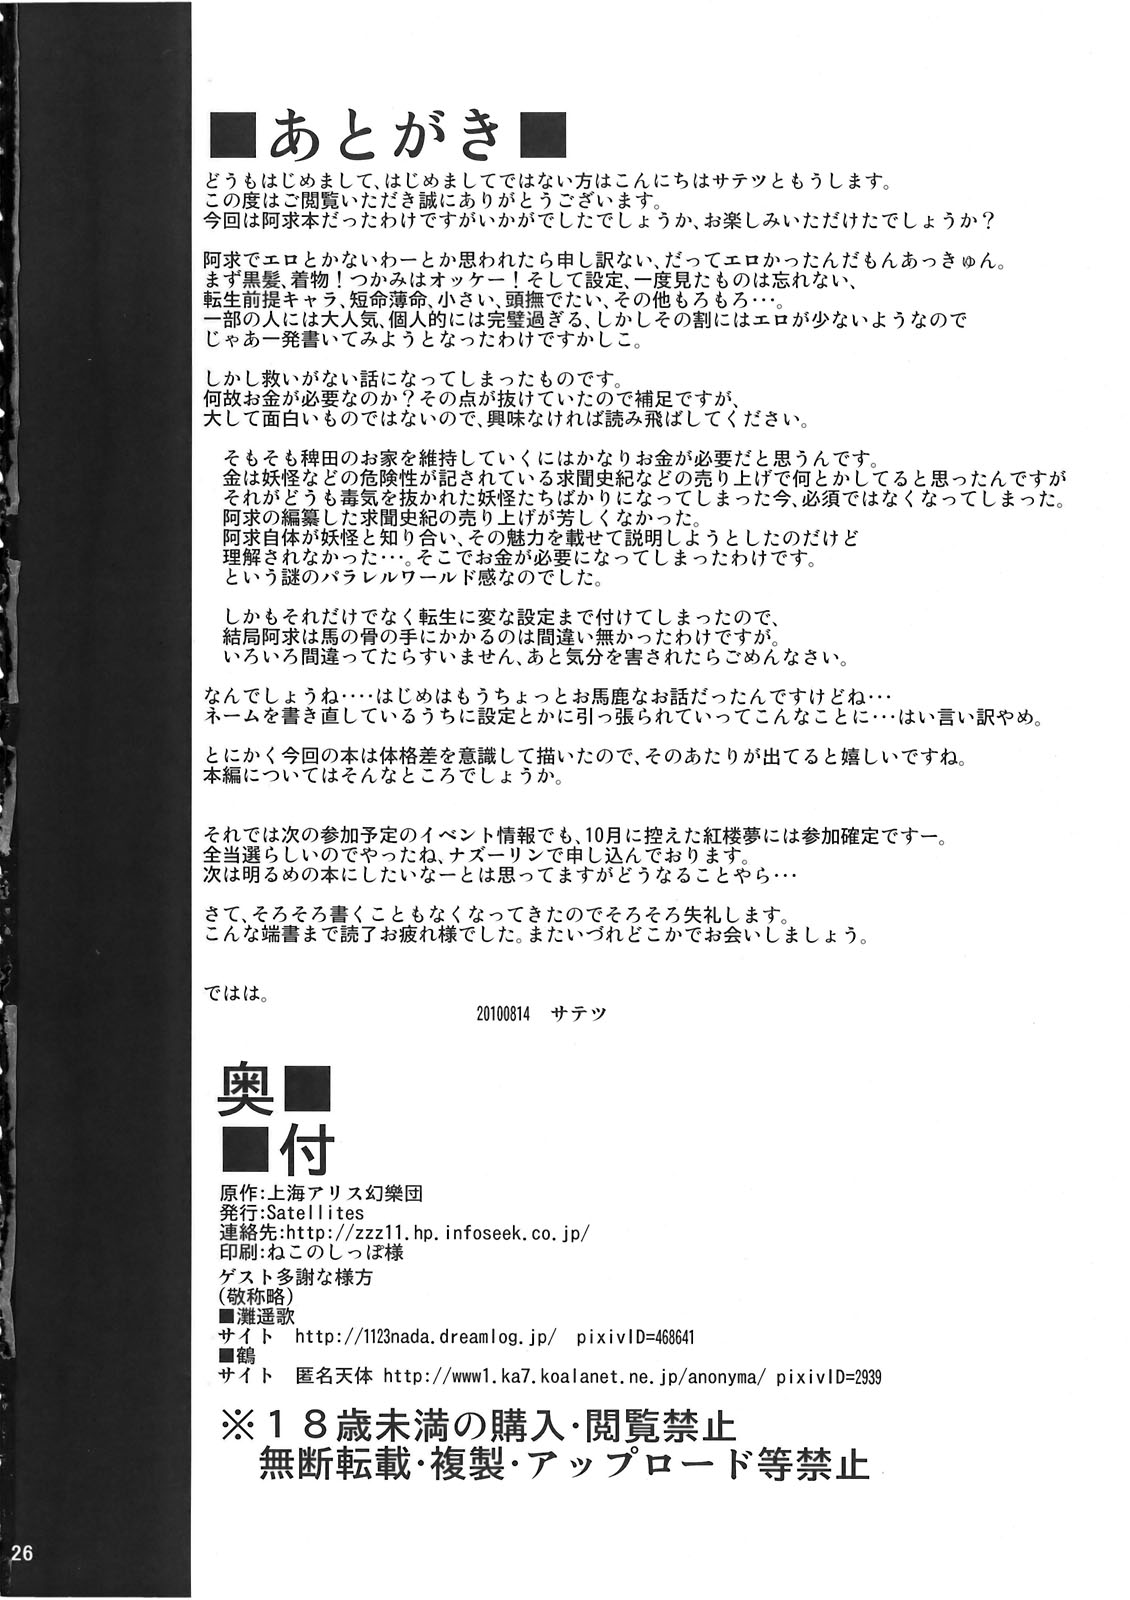 ■あとがき■
どうもはじめまして、はじめましてではない方はこんにちはサテツともうします。
この度はご閲覧いただき誠にありがとうございます。
今回は阿求本だったわけですがいかがでしたでしょうか、お楽しみいただけたでしょうか？
阿求でエロとかないわーとか思われたら申し訳ない、だってエロかったんだもんあっきゅん。
まず黒髪、着物！つかみはオッケー！そして設定、一度見たものは忘れない、
転生前提キャラ、短命薄命、小さい、頭撫でたい、その他もろもろ･･･。
一部の人には大人気、個人的には完璧過ぎる、しかしその割にはエロが少ないようなので
じゃあ一発書いてみようとなったわけですかしこ。
しかし救いがない話になってしまったものです。
何故お金が必要なのか？その点が抜けていたので補足ですが、
大して面白いものではないので、興味なければ読み飛ばしてください。
そもそも稗田のお家を維持していくにはかなりお金が必要だと思うんです。
金は妖怪などの危険性が記されている求聞史紀などの売り上げで何とかしてると思ったんですが
それがどうも毒気を抜かれた妖怪たちばかりになってしまった今、必須ではなくなってしまった。
阿求の編纂した求聞史紀の売り上げが芳しくなかった。
阿求自体が妖怪と知り合い、その魅力を載せて説明しようとしたのだけど
理解されなかった･･･。そこでお金が必要になってしまったわけです。
という謎のパラレルワールド感なのでした。
しかもそれだけでなく転生に変な設定まで付けてしまったので、
結局阿求は馬の骨の手にかかるのは間違い無かったわけですが。
いろいろ間違ってたらすいません、あと気分を害されたらごめんなさい。
なんでしょうね････はじめはもうちょっとお馬鹿なお話だったんですけどね･･･
ネームを書き直しているうちに設定とかに引っ張られていってこんなことに･･･はい言い訳やめ。
とにかく今回の本は体格差を意識して描いたので、そのあたりが出てると嬉しいですね。
本編についてはそんなところでしょうか。
それでは次の参加予定のイベント情報でも、10月に控えた紅楼夢には参加確定ですー。
全当選らしいのでやったね、ナズーリンで申し込んでおります。
次は明るめの本にしたいなーとは思ってますがどうなることやら･･･
さて、そろそろ書くこともなくなってきたのでそろそろ失礼します。
こんな端書まで読了お疲れ様でした。またいづれどこかでお会いしましょう。
ではは。
20100814　サテツ
奥■
■付
原作:上海アリス幻樂団
発行:Satellites
連絡先:http://zzz11.hp.infoseek.co.jp/
印刷:ねこのしっぽ様
ゲスト多謝な様方
(敬称略)
■灘遥歌
サイト　http://1123nada.dreamlog.jp/　pixivID=468641
■鶴
サイト　匿名天体 http://www1.ka7.koalanet.ne.jp/anonyma/ pixivID=2939
※１８歳未満の購入･閲覧禁止
無断転載･複製･アップロード等禁止
26